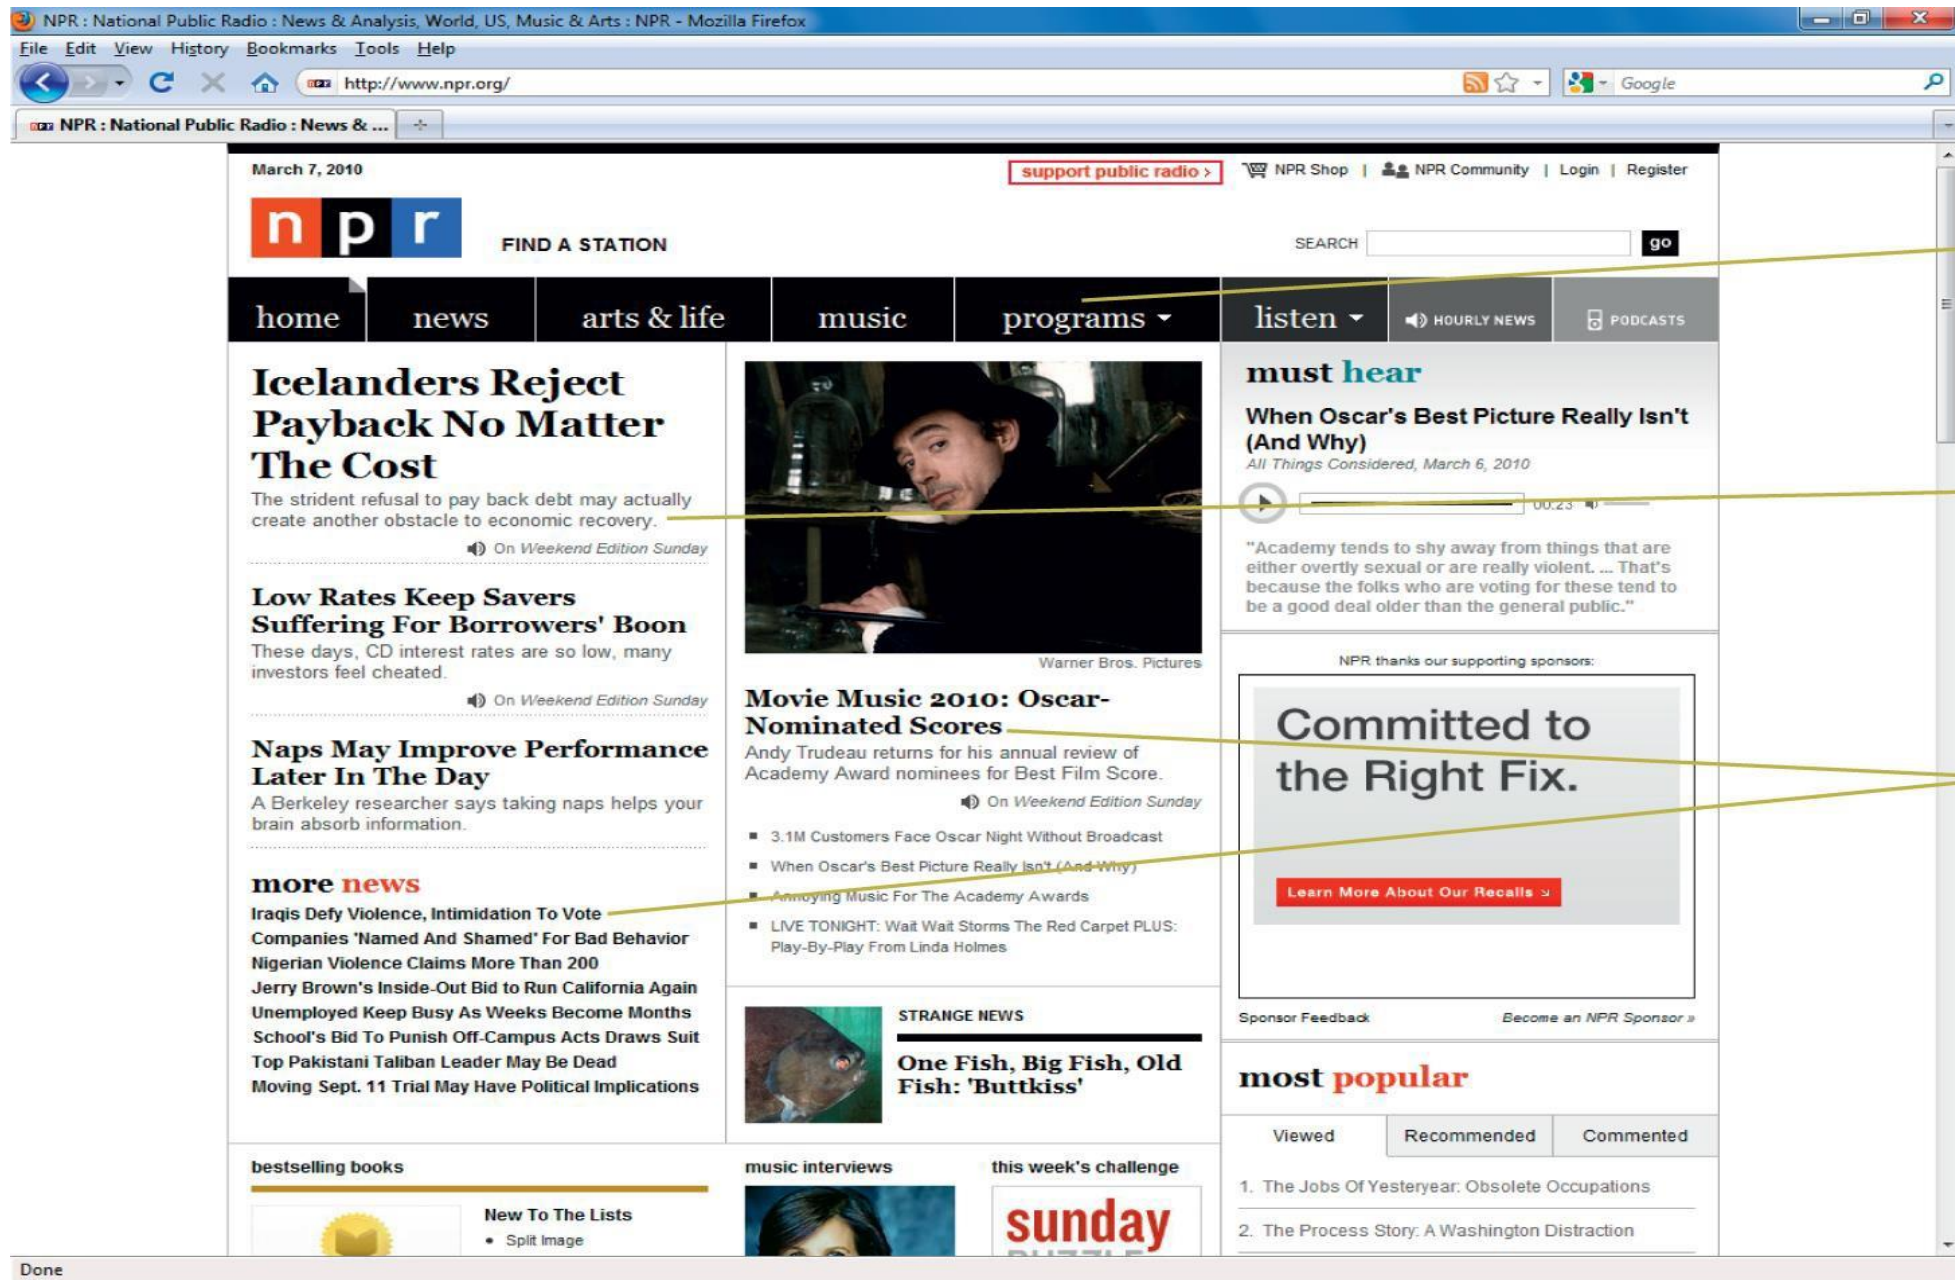 NPR : National Public Radio : News & Analysis, World, US, Music & Arts : NPR - Mozilla Firefox
File Edit View History Bookmarks Tools Help
http://www.npr.org/
Google
NPR : National Public Radio : News & ...
March 7, 2010
support public radio >
NPR Shop | NPR Community | Login | Register
npr
FIND A STATION
SEARCH
go
home
news
arts & life
music
programs
listen
HOURLY NEWS
PODCASTS
Icelanders Reject
Payback No Matter
The Cost
The strident refusal to pay back debt may actually
create another obstacle to economic recovery.
On Weekend Edition Sunday
Low Rates Keep Savers
Suffering For Borrowers' Boon
These days, CD interest rates are so low, many
investors feel cheated.
On Weekend Edition Sunday
Naps May Improve Performance
Later In The Day
A Berkeley researcher says taking naps helps your
brain absorb information.
more news
Iraqis Defy Violence, Intimidation To Vote
Companies 'Named And Shamed' For Bad Behavior
Nigerian Violence Claims More Than 200
Jerry Brown's Inside-Out Bid to Run California Again
Unemployed Keep Busy As Weeks Become Months
School's Bid To Punish Off-Campus Acts Draws Suit
Top Pakistani Taliban Leader May Be Dead
Moving Sept. 11 Trial May Have Political Implications
bestselling books
New To The Lists
• Split Image
Warner Bros. Pictures
Movie Music 2010: Oscar-
Nominated Scores
Andy Trudeau returns for his annual review of
Academy Award nominees for Best Film Score.
On Weekend Edition Sunday
3.1M Customers Face Oscar Night Without Broadcast
When Oscar's Best Picture Really Isn't (And Why)
Annoying Music For The Academy Awards
LIVE TONIGHT: Wait Wait Storms The Red Carpet PLUS:
Play-By-Play From Linda Holmes
STRANGE NEWS
One Fish, Big Fish, Old
Fish: 'Buttkiss'
music interviews
this week's challenge
sunday
PUZZLE
must hear
When Oscar's Best Picture Really Isn't
(And Why)
All Things Considered, March 6, 2010
00:23
"Academy tends to shy away from things that are
either overtly sexual or are really violent. ... That's
because the folks who are voting for these tend to
be a good deal older than the general public."
NPR thanks our supporting sponsors:
Committed to
the Right Fix.
Learn More About Our Recalls
Sponsor Feedback
Become an NPR Sponsor »
most popular
Viewed
Recommended
Commented
1. The Jobs Of Yesteryear: Obsolete Occupations
2. The Process Story: A Washington Distraction
Done